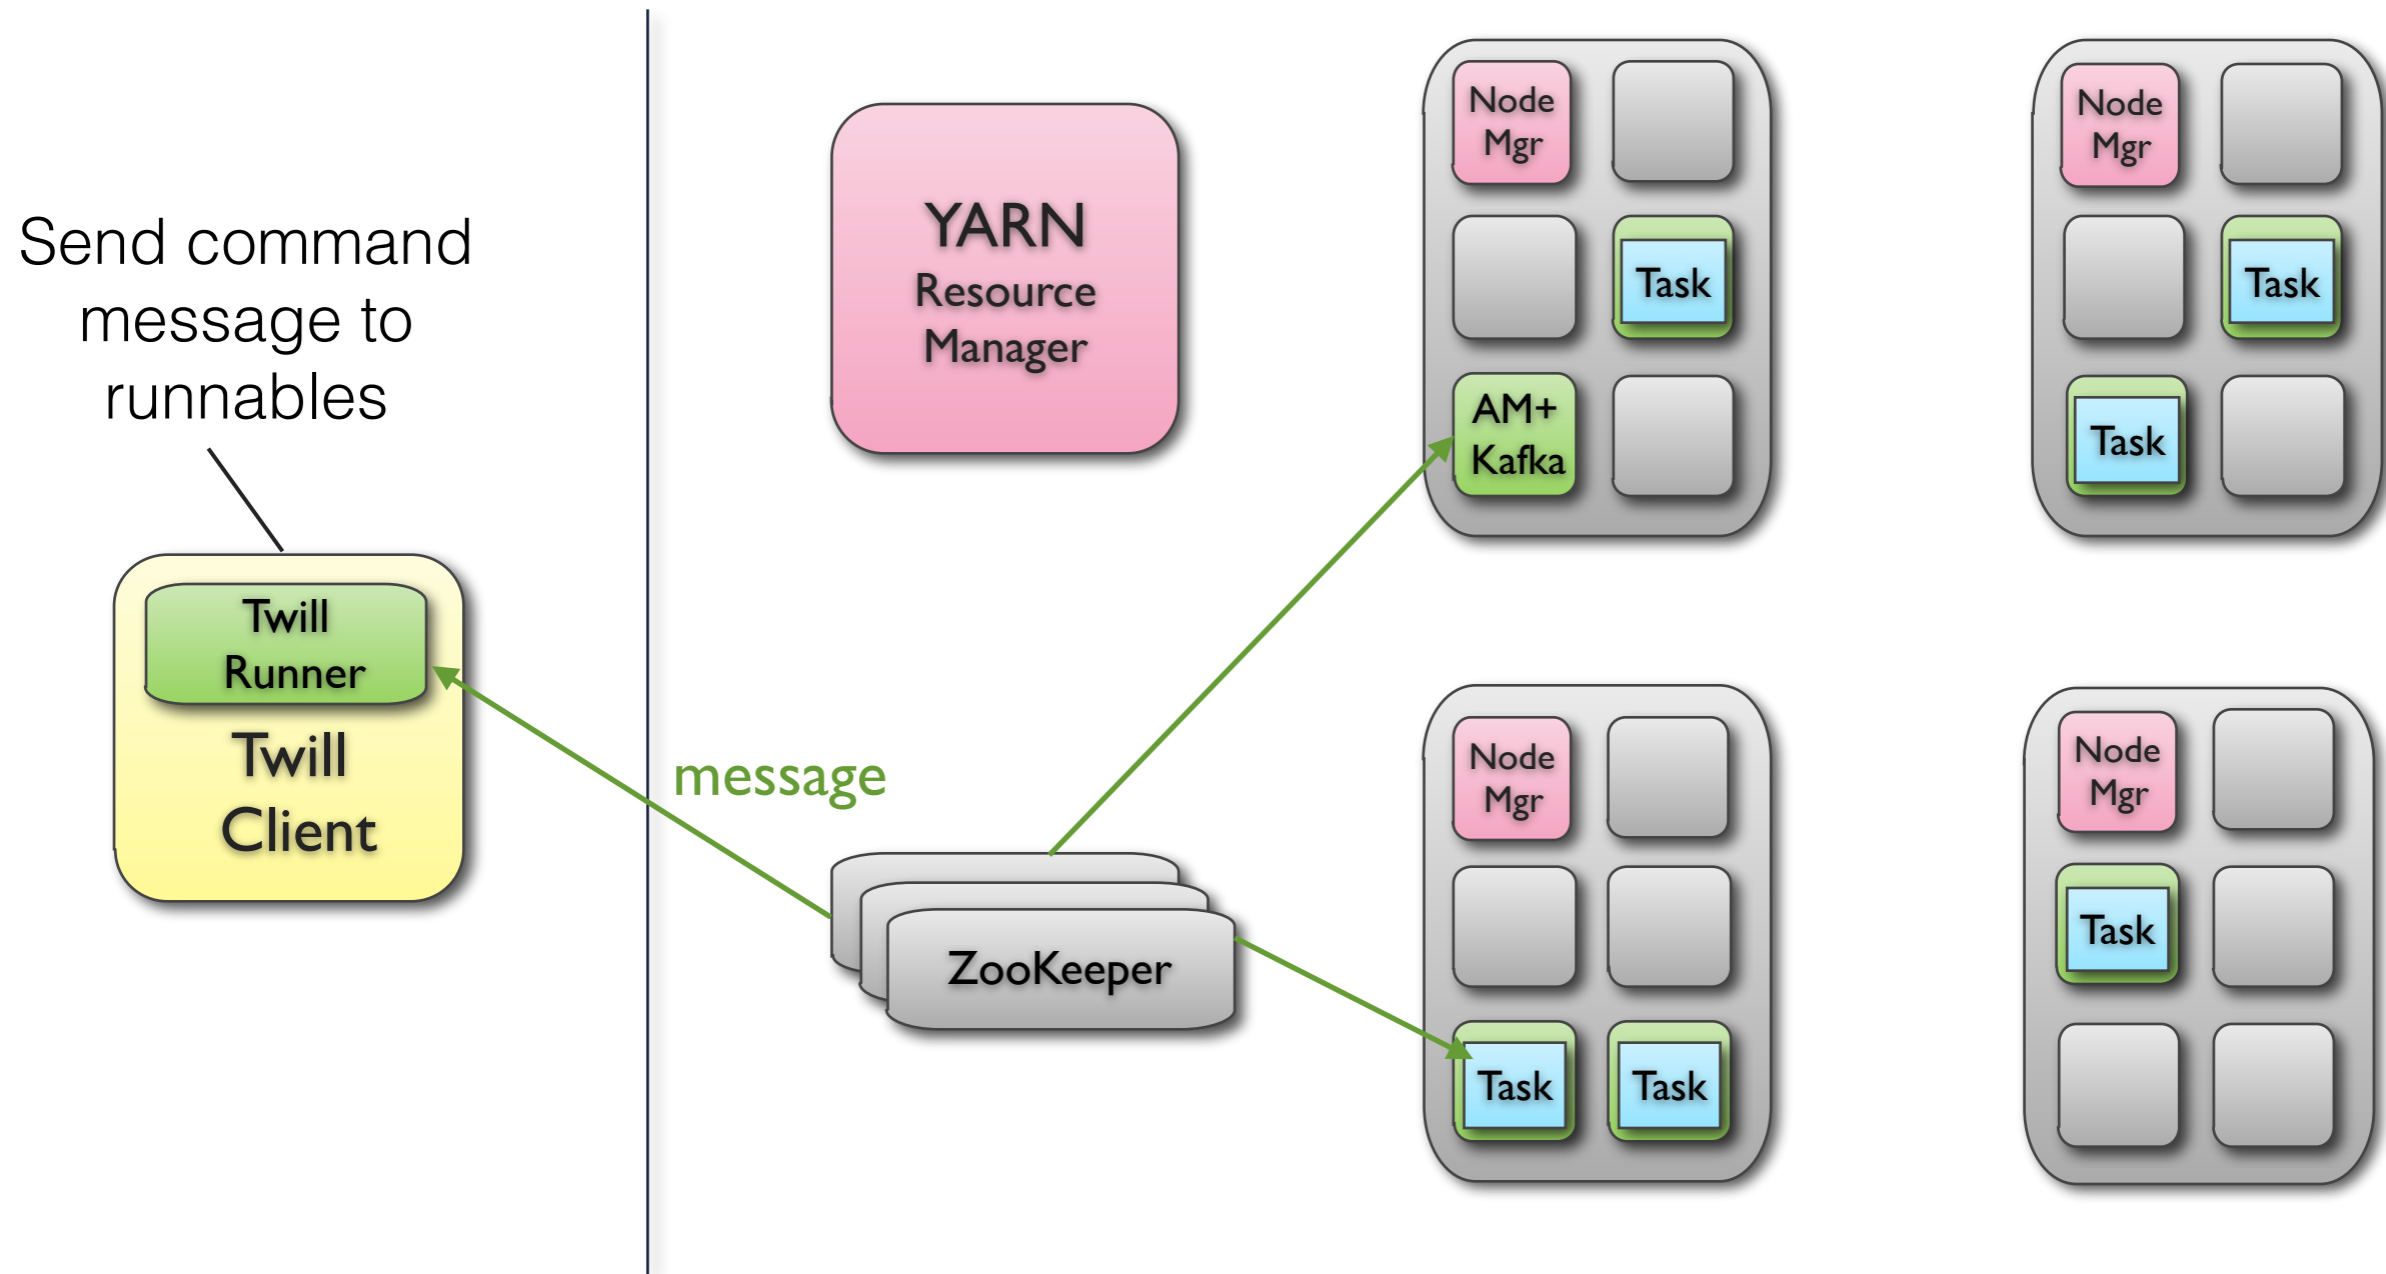 Send command
message to
runnables
Twill
Runner
Twill
Client
message
YARN
Resource
Manager
ZooKeeper
Node
Mgr
Task
AM+
Kafka
Node
Mgr
Task
Task
Node
Mgr
Task
Task
Node
Mgr
Task